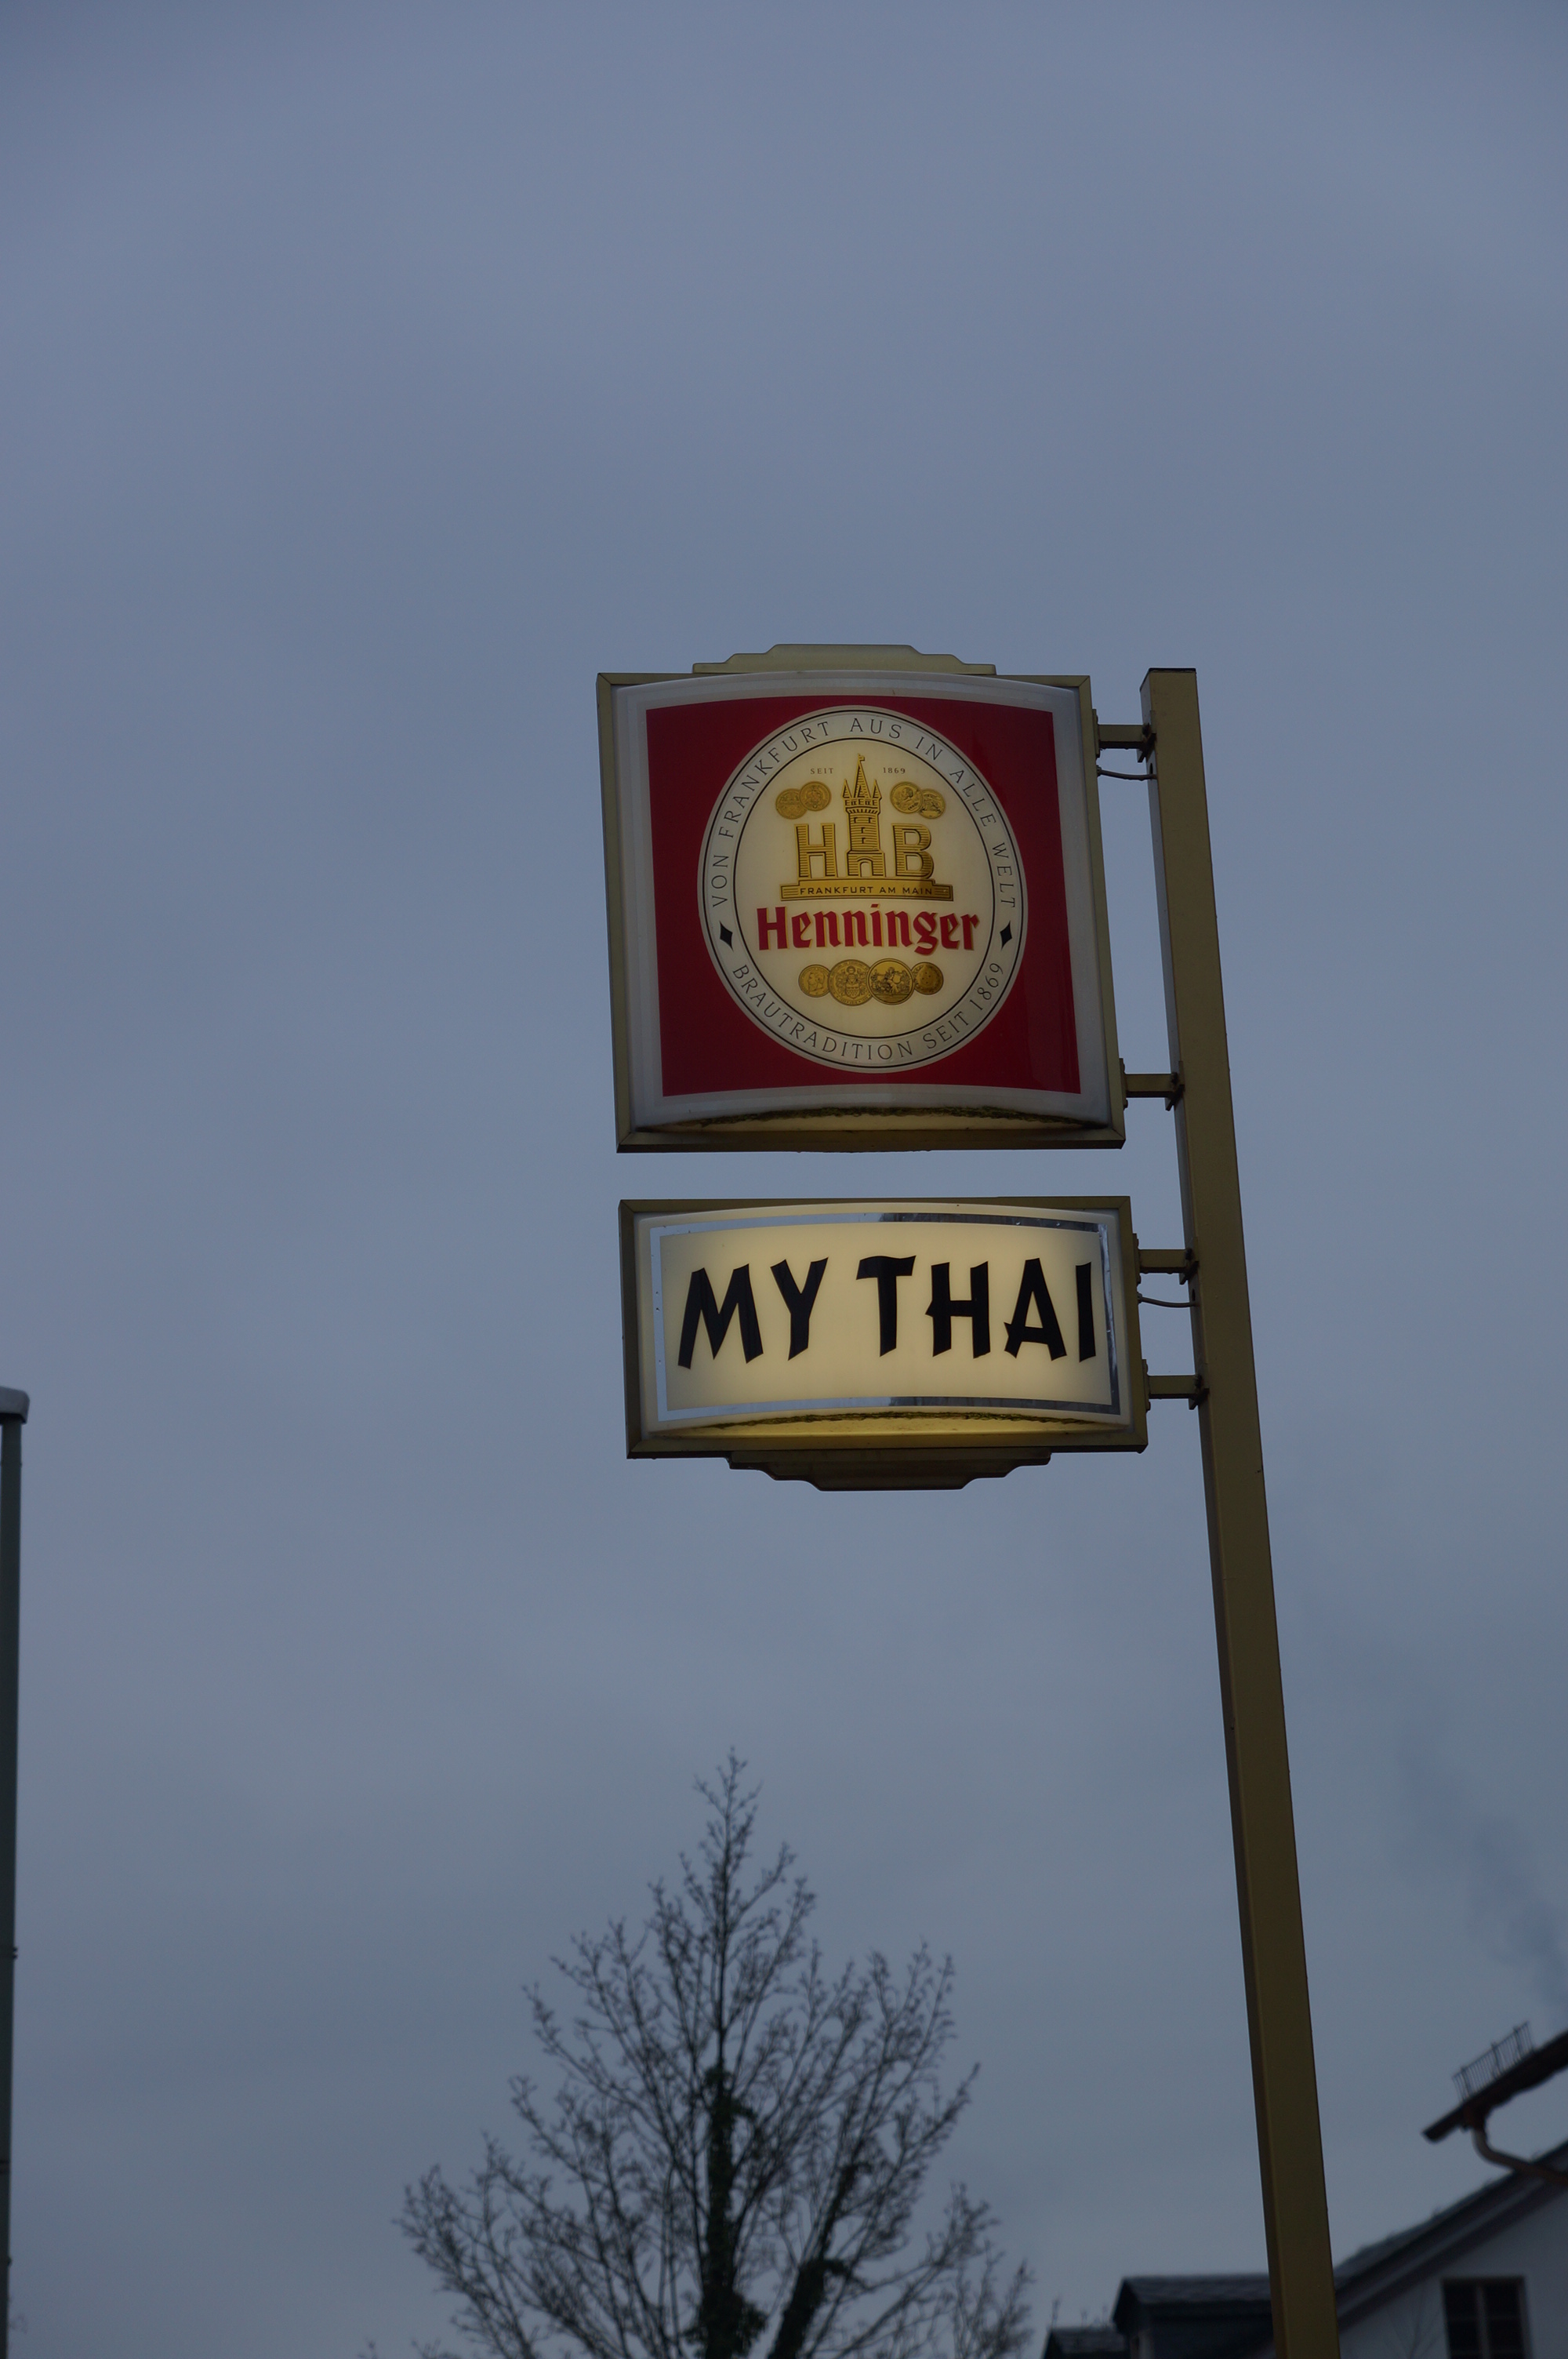 VON FRANKFURT AUS IN ALLE WELT
SEIT 1869
HB
FRANKFURT AM MAIN
Henninger
BRAUTRADITION SEIT 1869
MY THAI